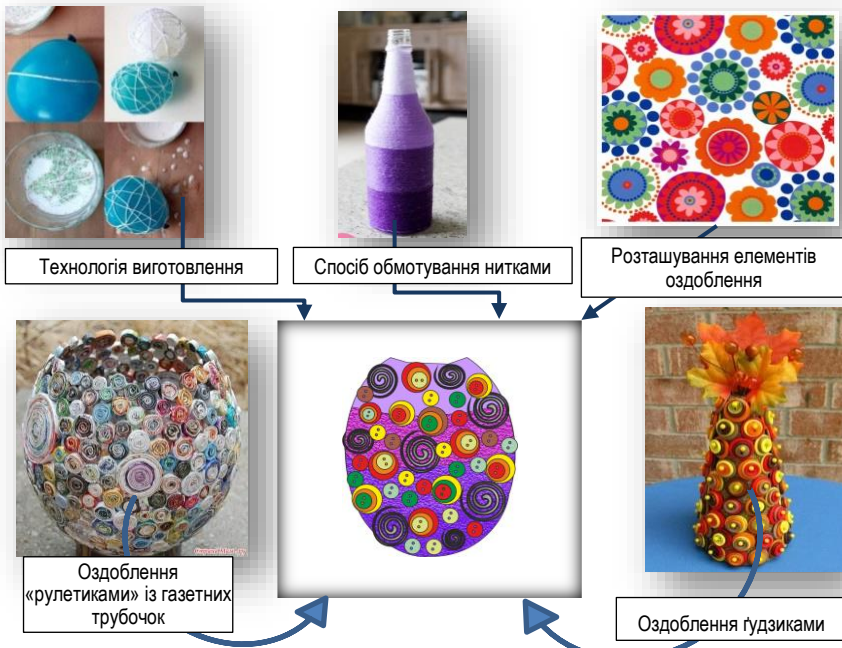 Технологія виготовлення
Спосіб обмотування нитками
Розташування елементів
оздоблення
Оздоблення
«рулетиками» із газетних
трубочок
Оздоблення ґудзиками